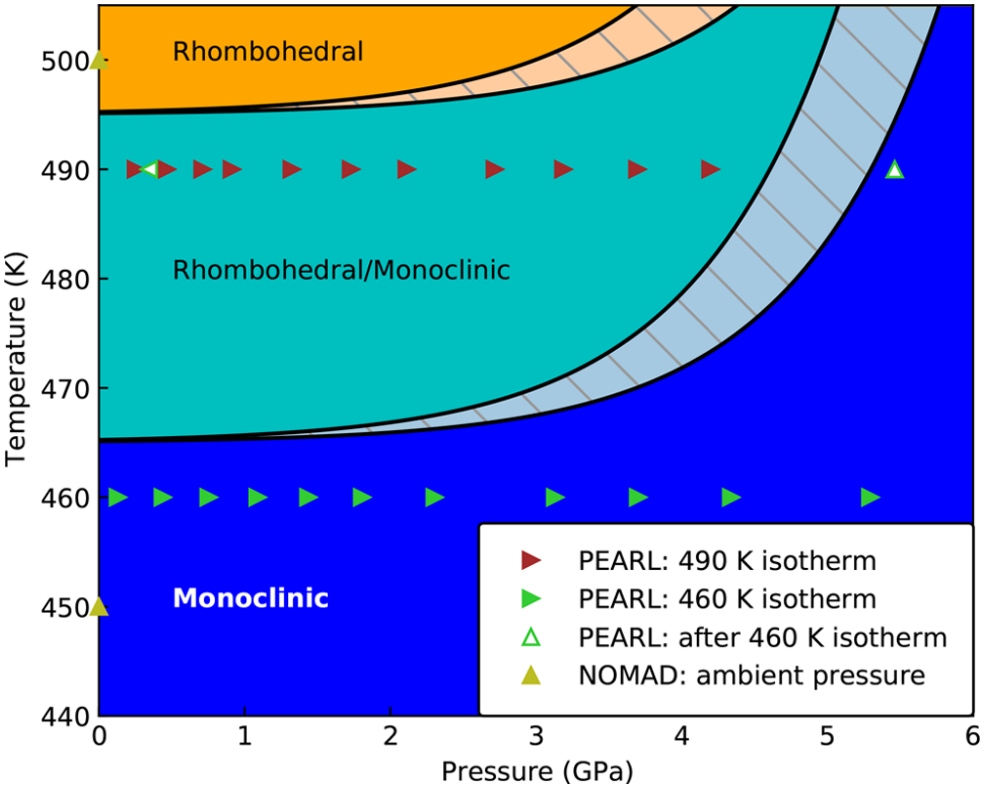 Temperature (K)
500
490
480
470
460
450
440
Rhombohedral
Rhombohedral/Monoclinic
Monoclinic
PEARL: 490 K isotherm
PEARL: 460 K isotherm
PEARL: after 460 K isotherm
NOMAD: ambient pressure
0 1 2 3 4 5 6
Pressure (GPa)